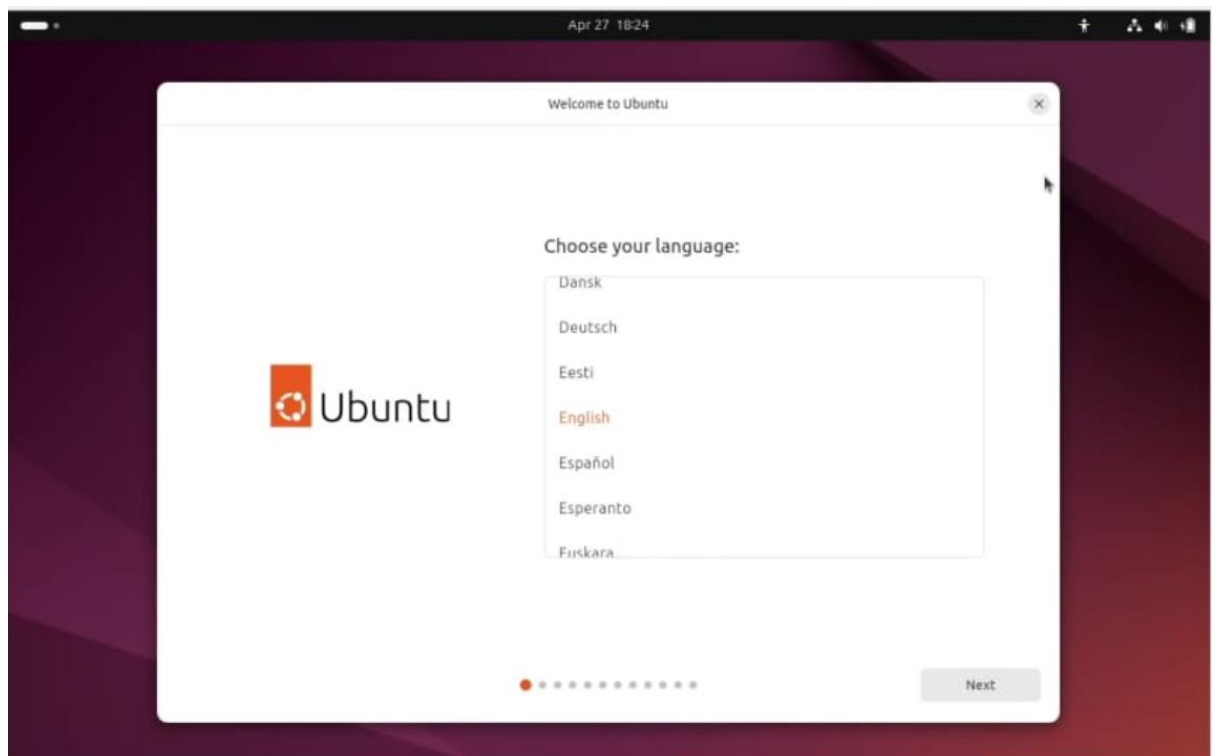 Apr 27 18:24
Welcome to Ubuntu
Choose your language:
Dansk
Deutsch
Eesti
Ubuntu
English
Español
Esperanto
Euskara
Next